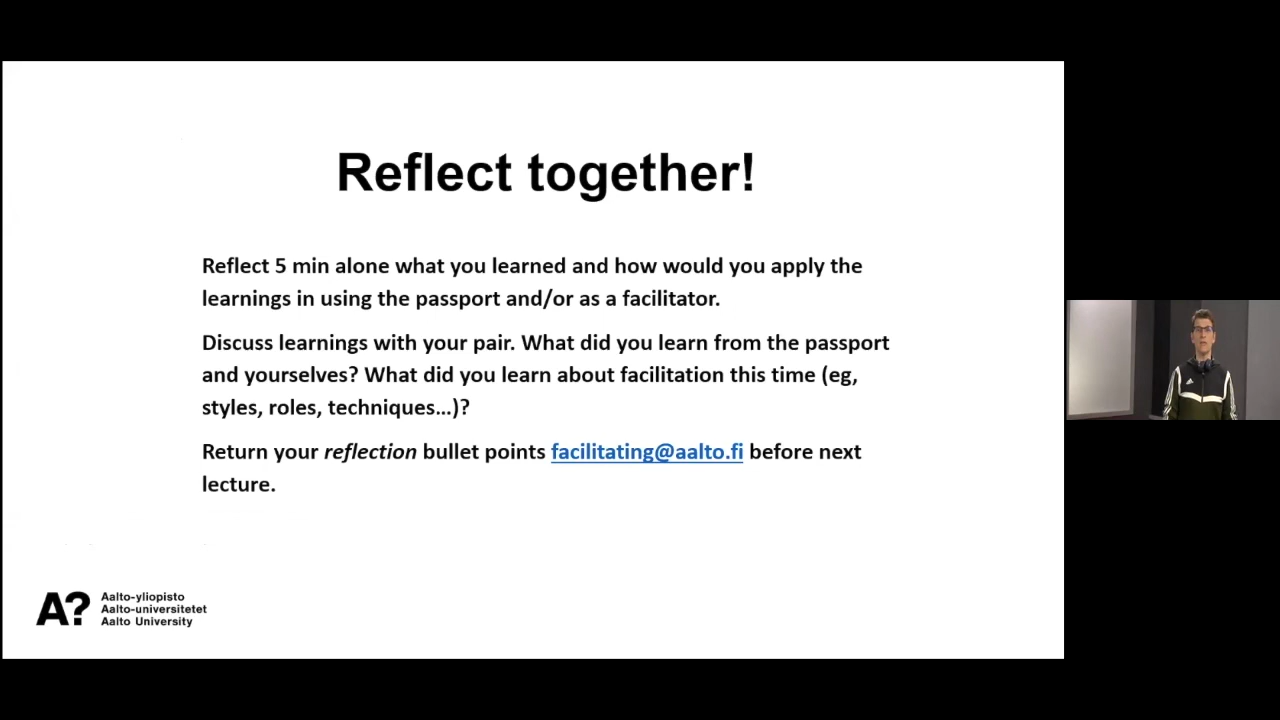 Reflect together!
Reflect 5 min alone what you learned and how would you apply the
learnings in using the passport and/or as a facilitator.
Discuss learnings with your pair. What did you learn from the passport
and yourselves? What did you learn about facilitation this time (eg,
styles, roles, techniques…)?
Return your reflection bullet points facilitating@aalto.fi before next
lecture.
A?
Aalto-yliopisto
Aalto-universitetet
Aalto University